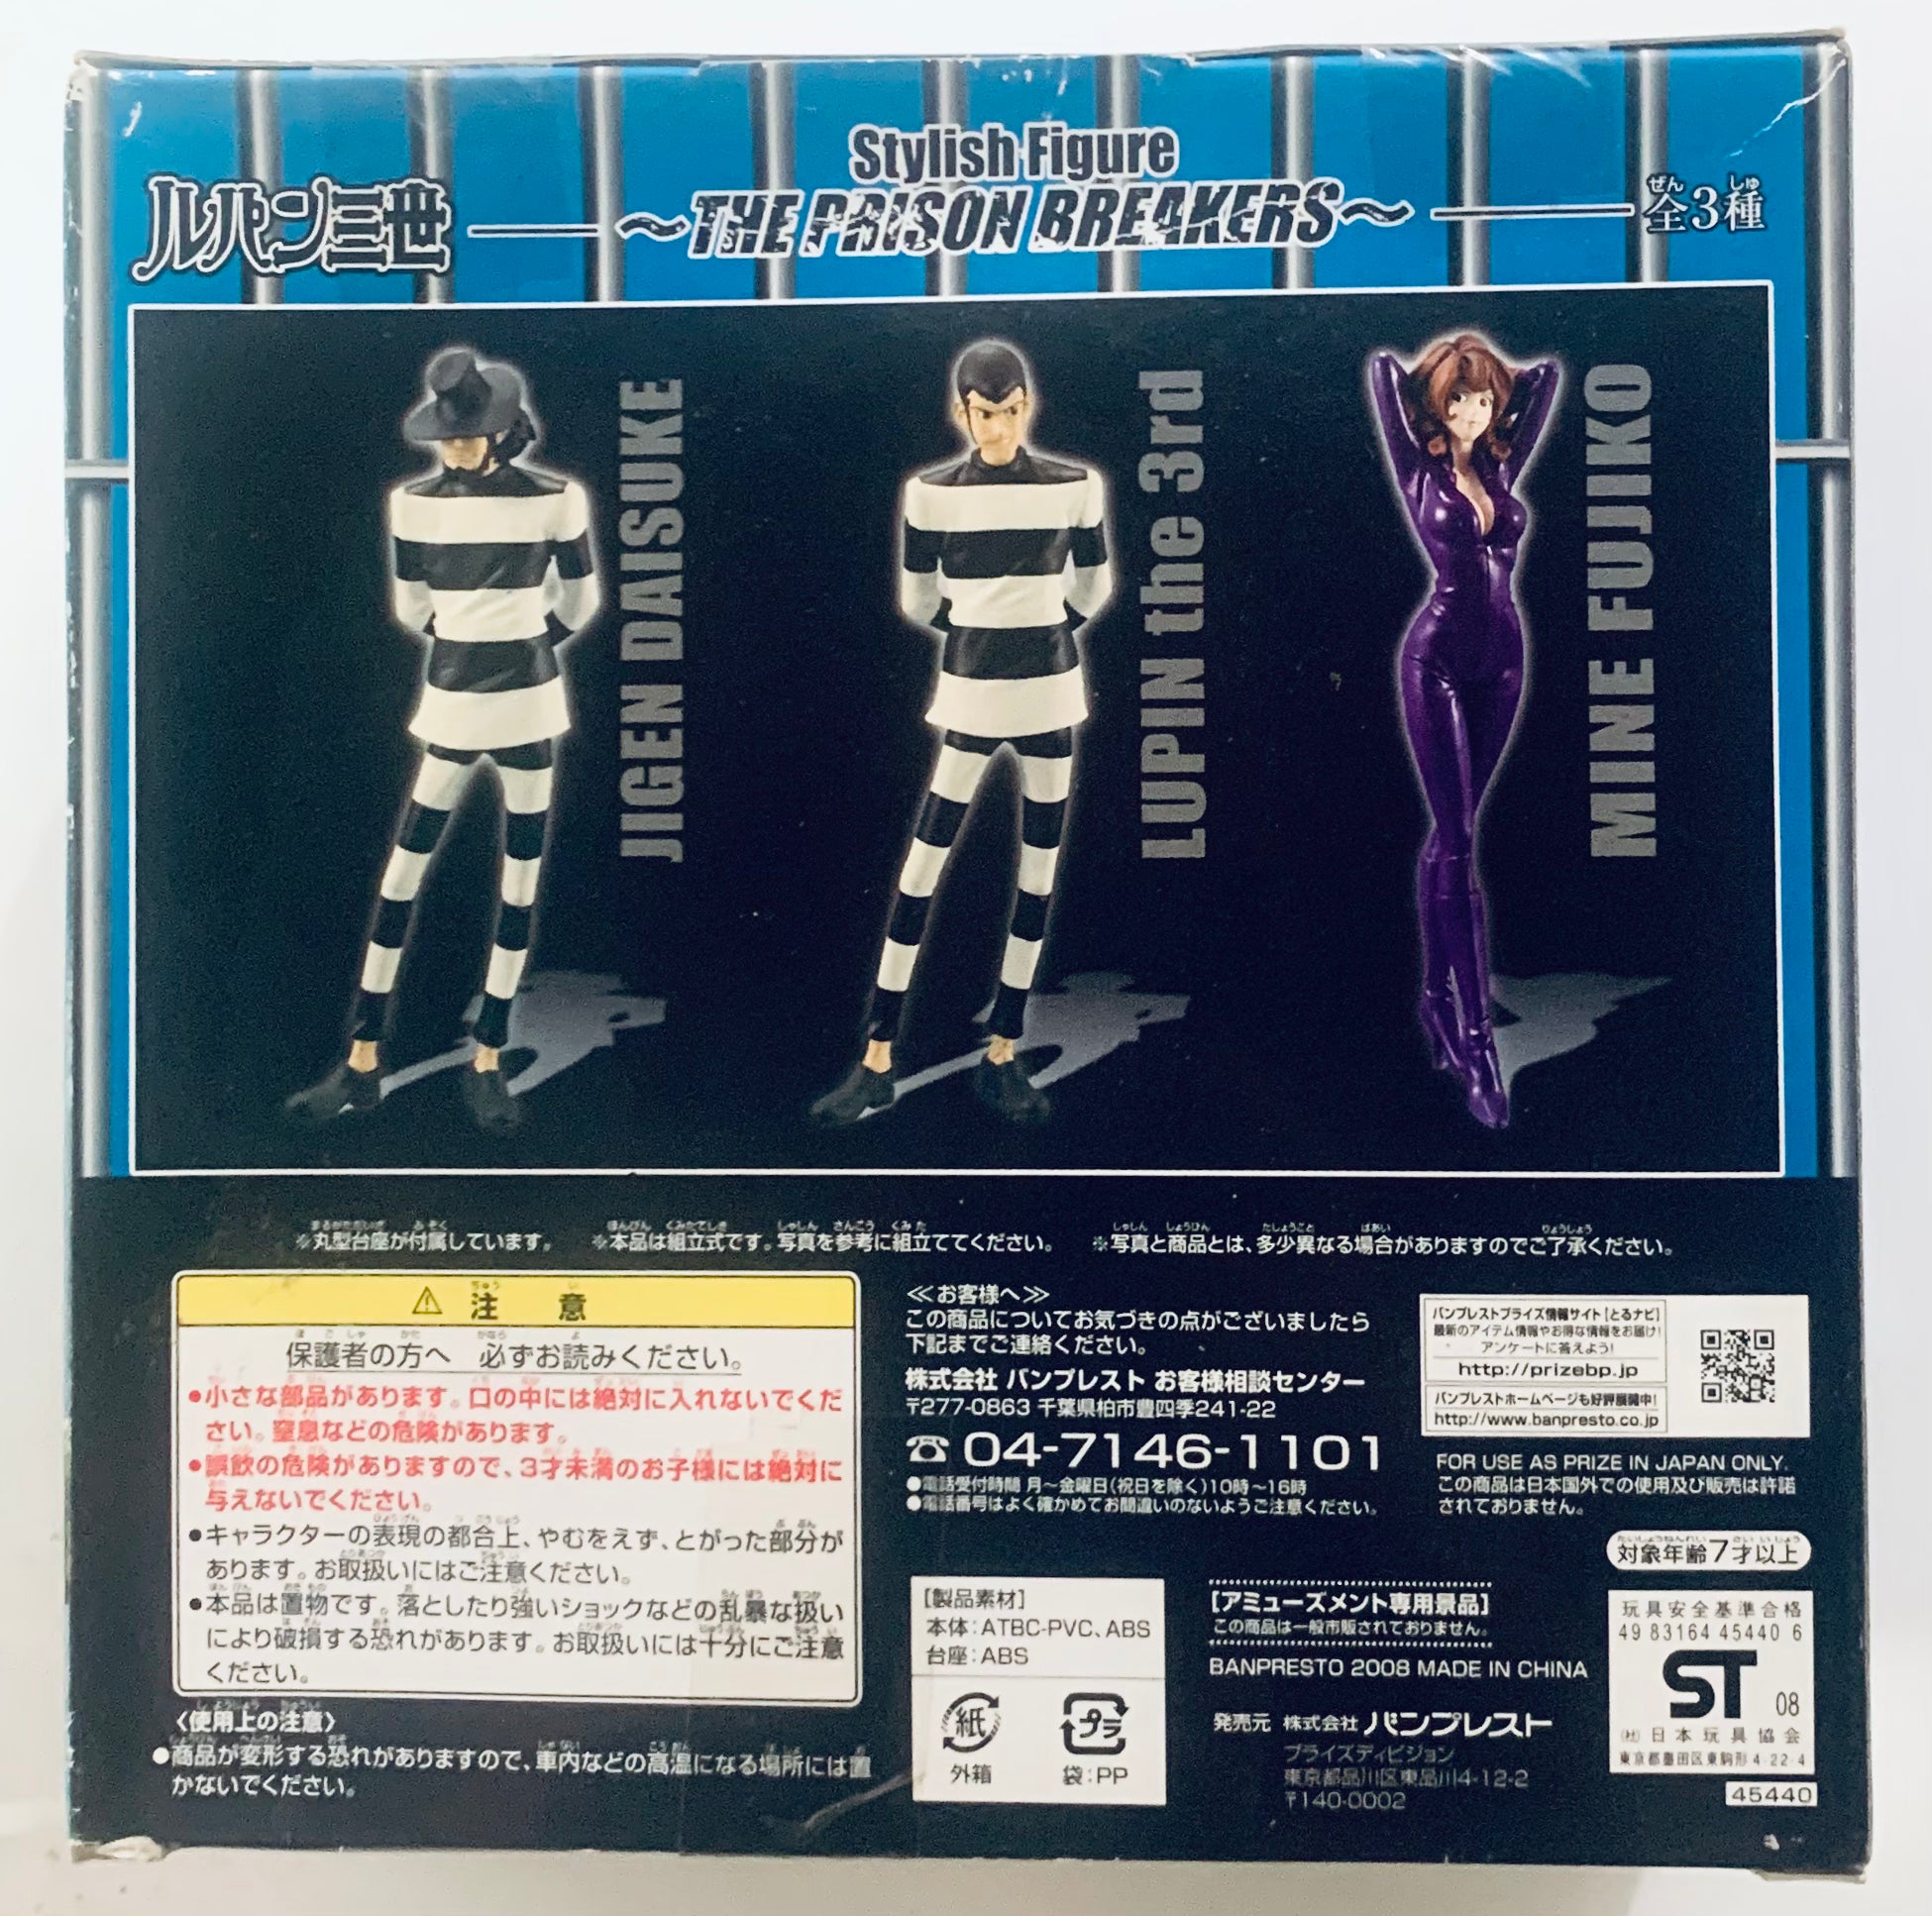 Stylish Figure
ルパン三世 ～THE PRISON BREAKERS～ 全3種
JIGEN DAISUKE
LUPIN the 3rd
MINE FUJIKO
※丸型台座が付属しています。 ※本品は組立式です。写真を参考に組立ててください。 ※写真と商品とは、多少異なる場合がありますのでご了承ください。
⚠ 注意
保護者の方へ 必ずお読みください。
●小さな部品があります。口の中には絶対に入れないでくだ
さい。窒息などの危険があります。
●誤飲の危険がありますので、3才未満のお子様には絶対に
与えないでください。
●キャラクターの表現の都合上、やむをえず、とがった部分が
あります。お取扱いにはご注意ください。
●本品は置物です。落としたり強いショックなどの乱暴な扱い
により破損する恐れがあります。お取扱いには十分にご注意
ください。
〈使用上の注意〉
●商品が変形する恐れがありますので、車内などの高温になる場所には置
かないでください。
≪お客様へ≫
この商品についてお気づきの点がございましたら
下記までご連絡ください。
株式会社 バンプレスト お客様相談センター
〒277-0863 千葉県柏市豊四季241-22
☎ 04-7146-1101
●電話受付時間 月～金曜日(祝日を除く)10時～16時
●電話番号はよく確かめてお間違いのないようご注意ください。
バンプレストプライズ情報サイト【とるナビ】
最新のアイテム情報やお得な情報をお届け!
アンケートに答えよう!
http://prizebp.jp
バンプレストホームページも好評展開中!
http://www.banpresto.co.jp
FOR USE AS PRIZE IN JAPAN ONLY.
この商品は日本国外での使用及び販売は許諾
されておりません。
対象年齢7才以上
[製品素材]
本体:ATBC-PVC、ABS
台座:ABS
紙
外箱
プラ
袋:PP
[アミューズメント専用景品]
この商品は一般市販されておりません。
BANPRESTO 2008 MADE IN CHINA
発売元 株式会社 バンプレスト
プライズディビジョン
東京都品川区東品川4-12-2
〒140-0002
玩具安全基準合格
49 83164 45440 6
ST 08
(社)日本玩具協会
東京都墨田区東駒形4-22-4
45440